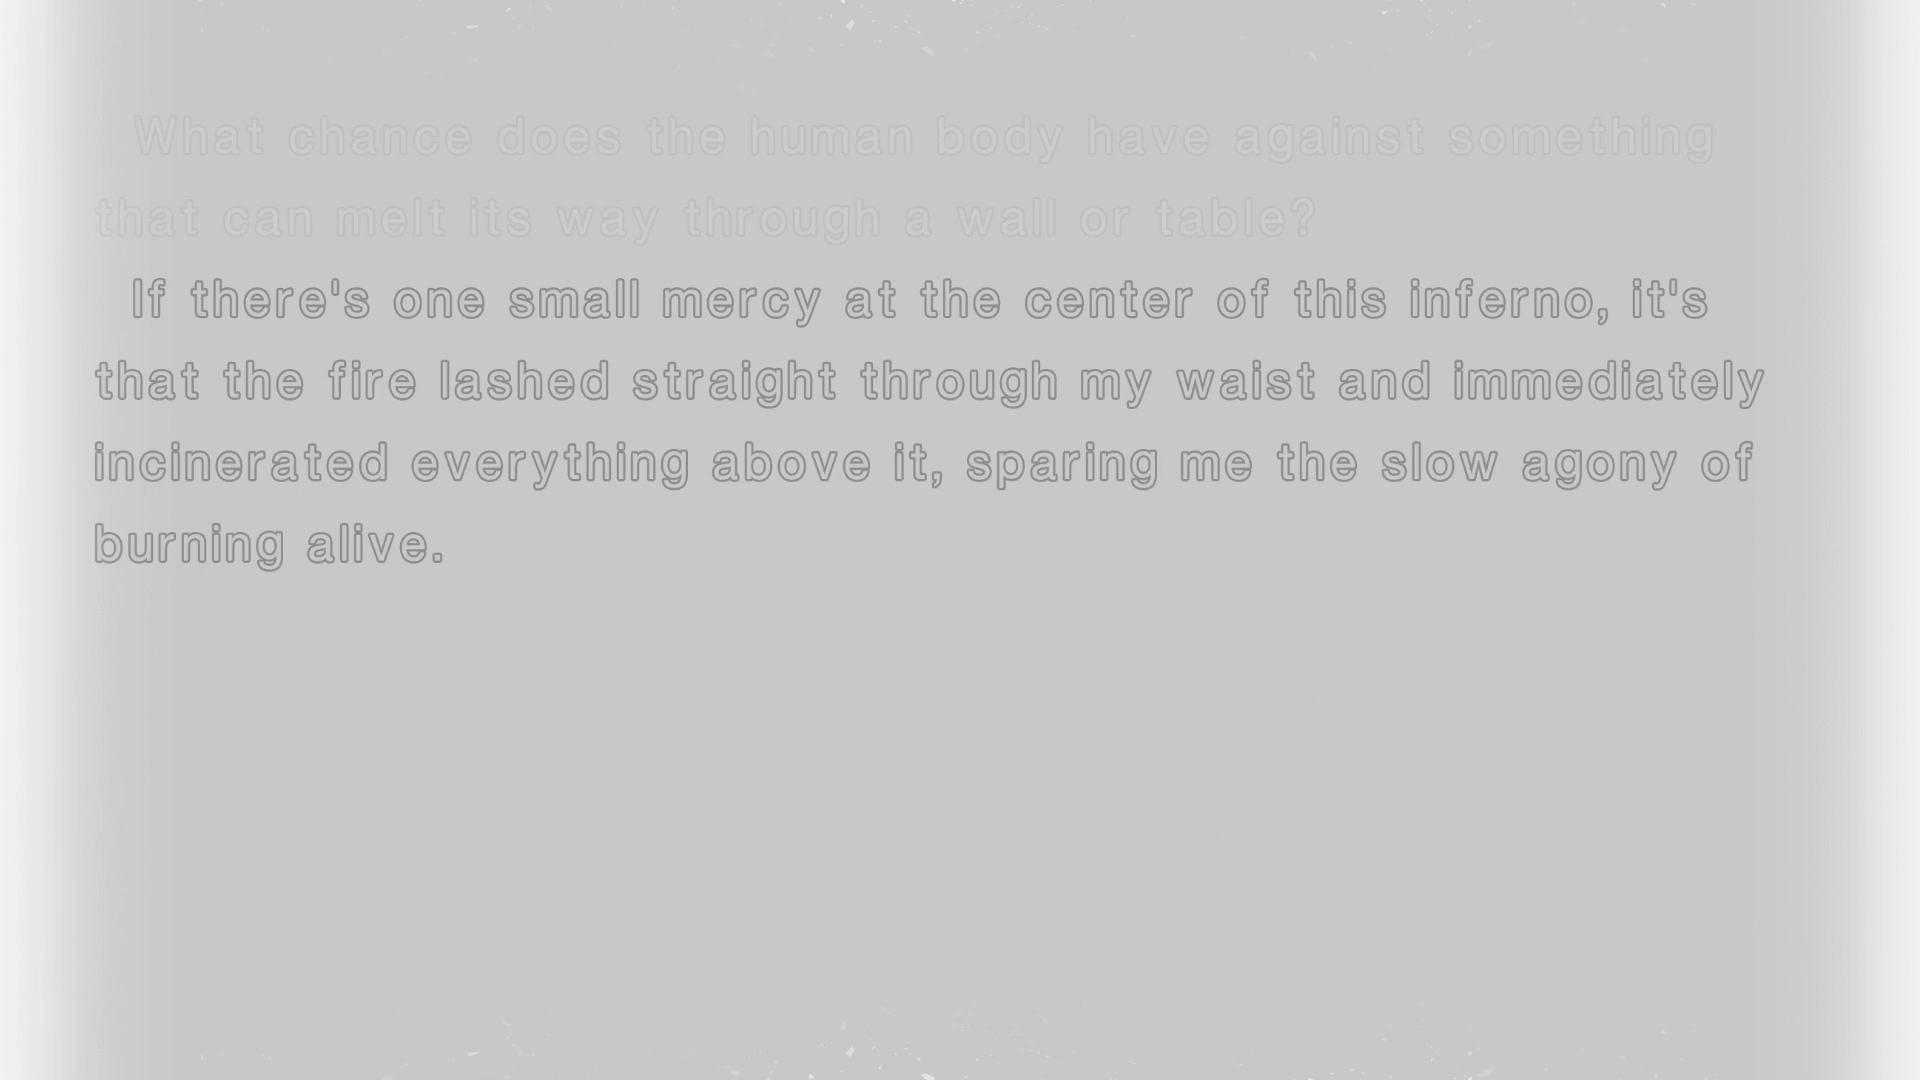 What chance does the human body have against something
that can melt its way through a wall or table?
If there's one small mercy at the center of this inferno, it's
that the fire lashed straight through my waist and immediately
incinerated everything above it, sparing me the slow agony of
burning alive.